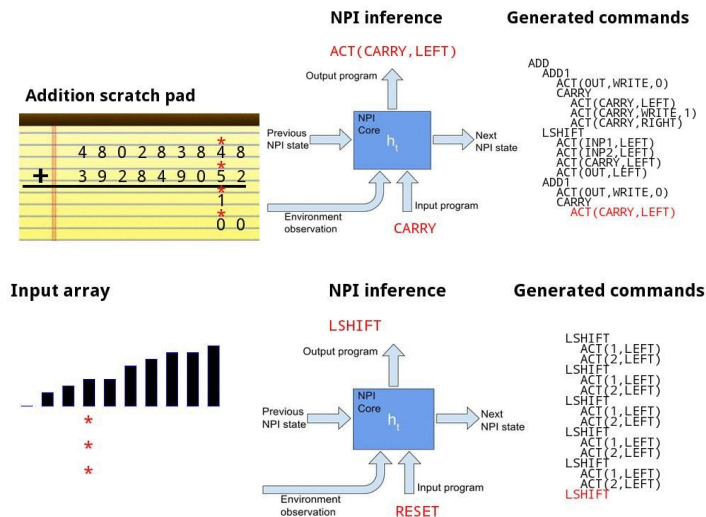 NPI inference
Generated commands
ACT(CARRY,LEFT)
Output program
Addition scratch pad
NPI
Core
h_t
Previous
NPI state
Next
NPI state
Environment
observation
Input program
CARRY
*
4 8 0 2 8 3 8 4 8
*
+ 3 9 2 8 4 9 0 5 2
*
1
*
0 0
ADD
ADD1
ACT(OUT,WRITE,0)
CARRY
ACT(CARRY,LEFT)
ACT(CARRY,WRITE,1)
ACT(CARRY,RIGHT)
LSHIFT
ACT(INP1,LEFT)
ACT(INP2,LEFT)
ACT(CARRY,LEFT)
ACT(OUT,LEFT)
ADD1
ACT(OUT,WRITE,0)
CARRY
ACT(CARRY,LEFT)
Input array
NPI inference
Generated commands
LSHIFT
Output program
NPI
Core
h_t
Previous
NPI state
Next
NPI state
Environment
observation
Input program
RESET
*
*
*
LSHIFT
ACT(1,LEFT)
ACT(2,LEFT)
LSHIFT
ACT(1,LEFT)
ACT(2,LEFT)
LSHIFT
ACT(1,LEFT)
ACT(2,LEFT)
LSHIFT
ACT(1,LEFT)
ACT(2,LEFT)
LSHIFT
ACT(1,LEFT)
ACT(2,LEFT)
LSHIFT